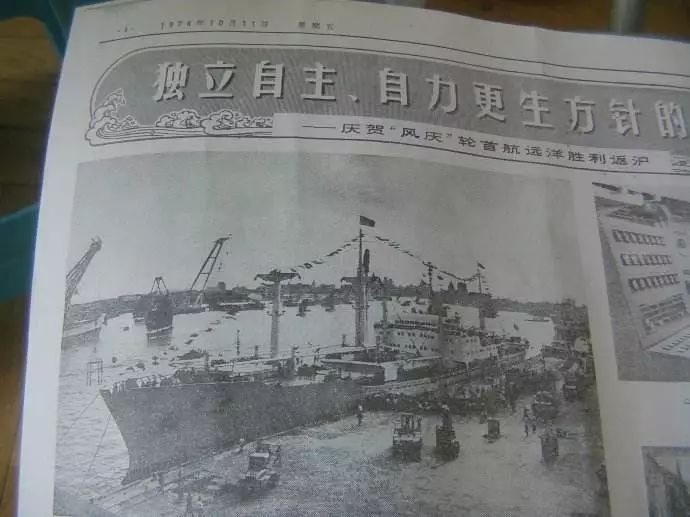 ·4· 1974年10月11日 星期五
独立自主、自力更生方针的
——庆贺“风庆”轮首航远洋胜利返沪